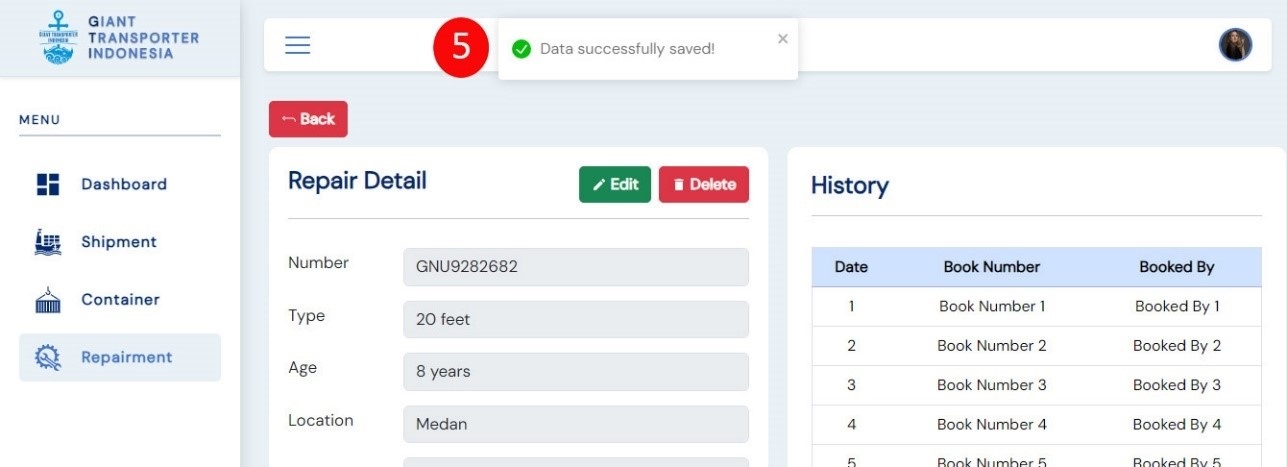 GIANT
TRANSPORTER
INDONESIA
GIANT TRANSPORTER
INDONESIA
5
Data successfully saved!
MENU
Dashboard
Shipment
Container
Repairment
Back
Repair Detail
Edit
Delete
Number
GNU9282682
Type
20 feet
Age
8 years
Location
Medan
History
Date Book Number Booked By
1 Book Number 1 Booked By 1
2 Book Number 2 Booked By 2
3 Book Number 3 Booked By 3
4 Book Number 4 Booked By 4
5 Book Number 5 Booked By 5